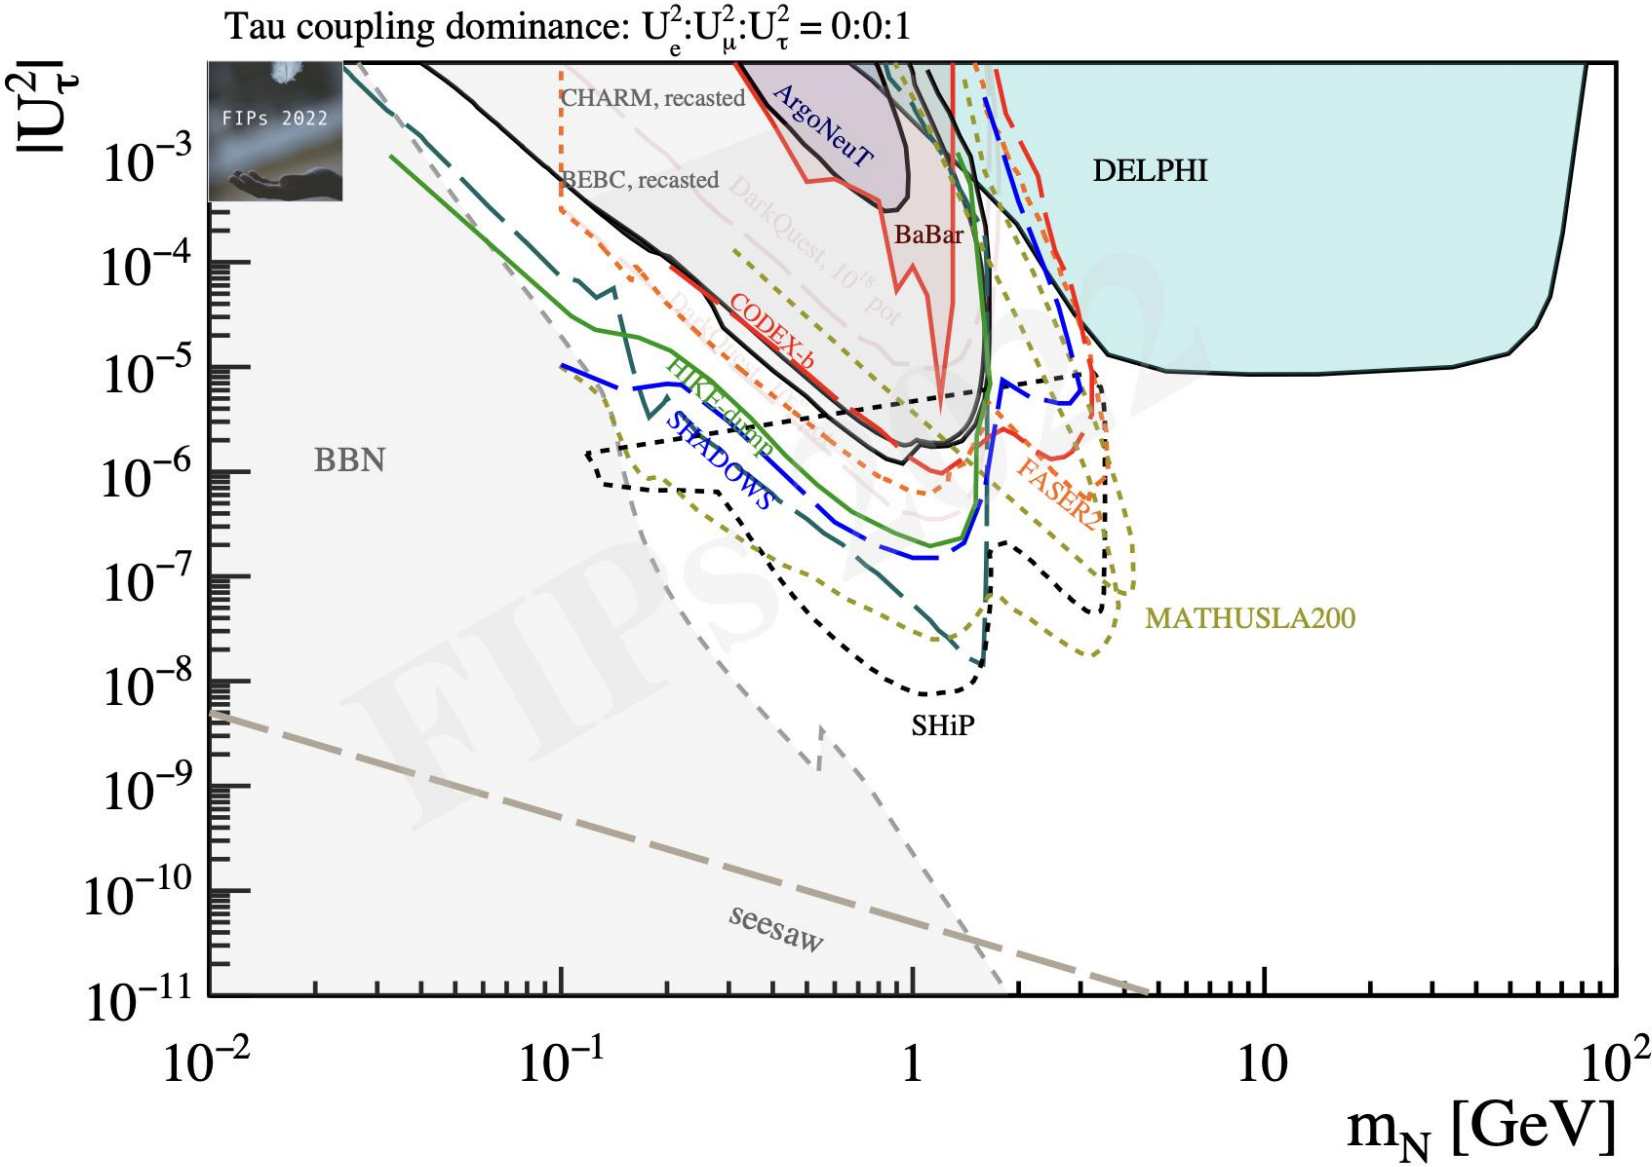 Tau coupling dominance: U²ₑ:U²μ:U²τ = 0:0:1
|U²τ|
FIPs 2022
CHARM, recasted
ArgoNeuT
10⁻³
DELPHI
BEBC, recasted
DarkQuest, 10¹⁸ pot
BaBar
10⁻⁴
CODEX-b
10⁻⁵
HIKE-dump
SHADOWS
BBN
10⁻⁶
FASER2
10⁻⁷
MATHUSLA200
10⁻⁸
SHiP
10⁻⁹
10⁻¹⁰
seesaw
10⁻¹¹
FIPs 2022
10⁻² 10⁻¹ 1 10 10²
m_N [GeV]